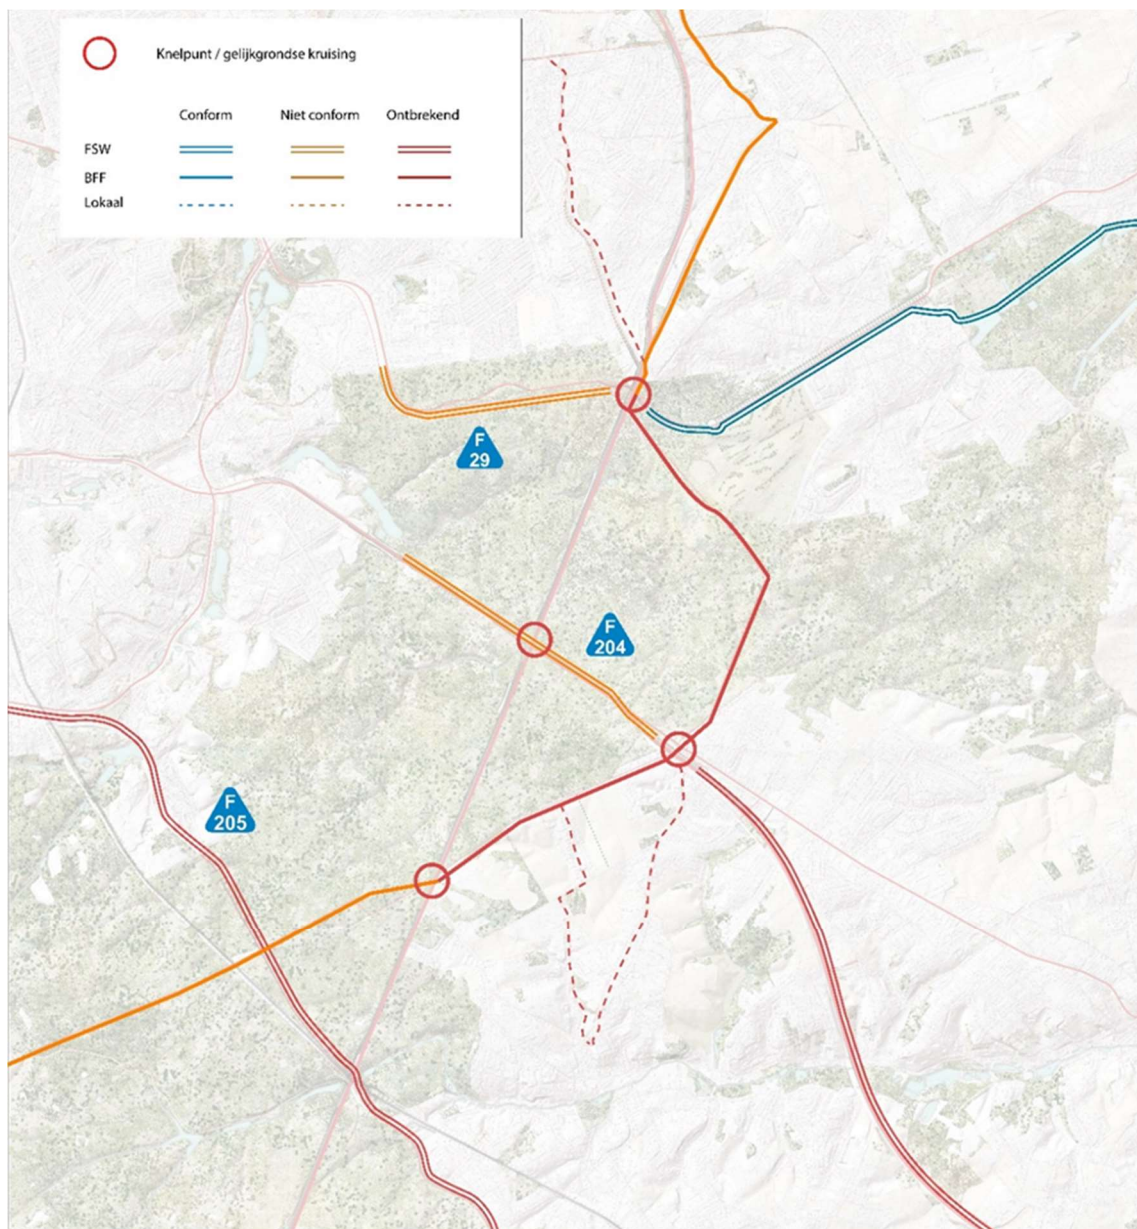 Knelpunt / gelijkgrondse kruising
Conform Niet conform Ontbrekend
FSW
BFF
Lokaal
F
29
F
204
F
205